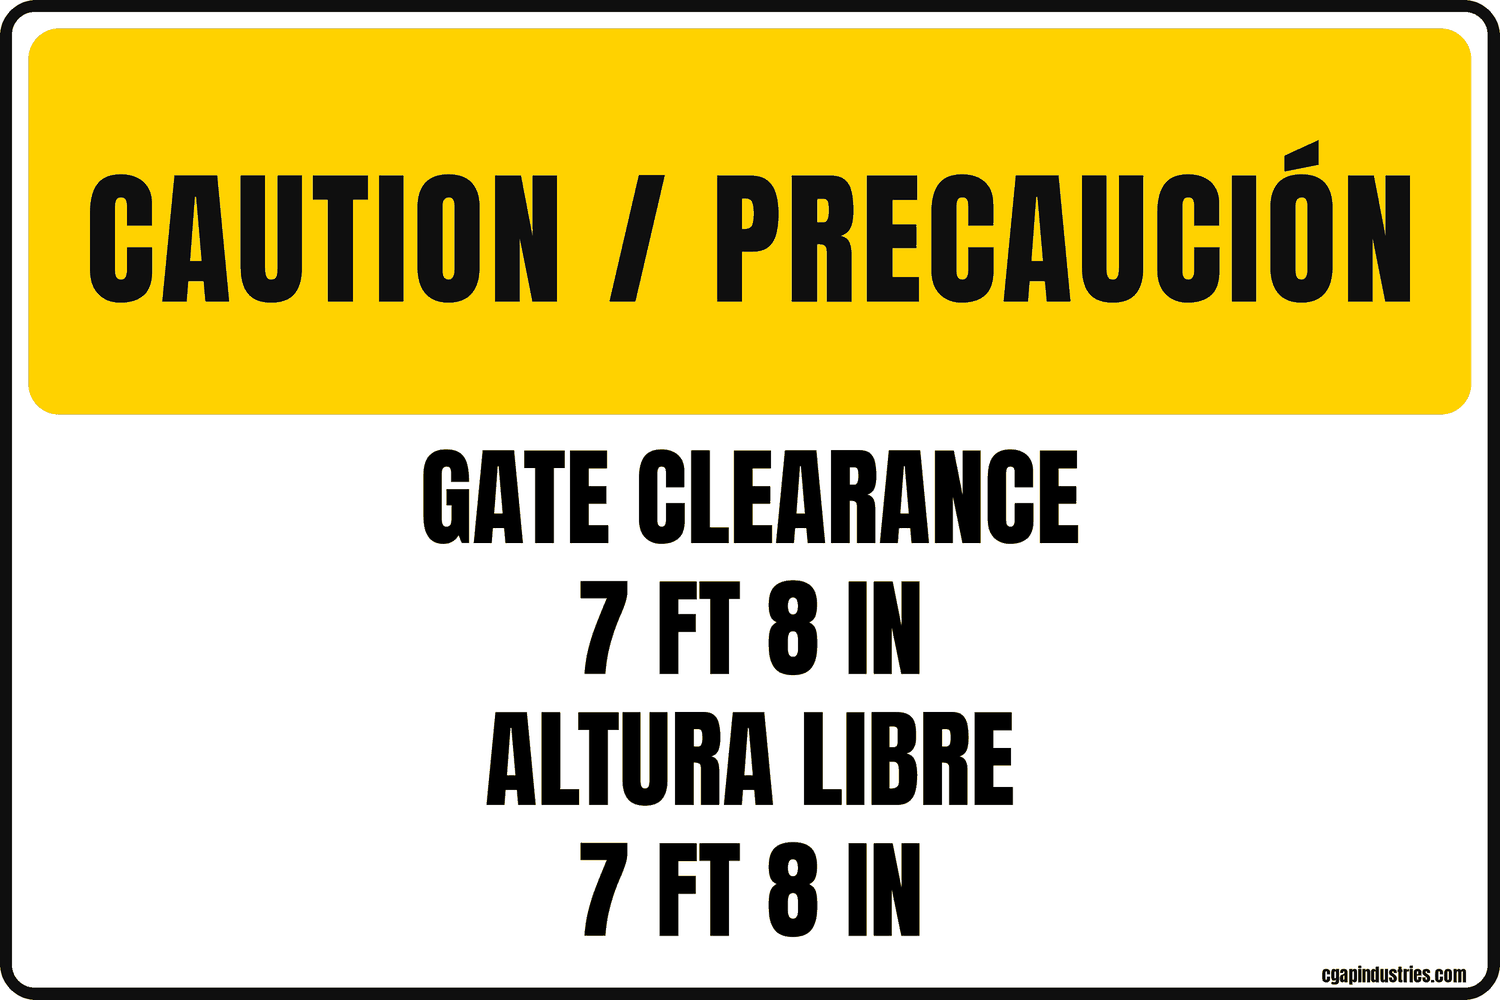 CAUTION / PRECAUCIÓN
GATE CLEARANCE
7 FT 8 IN
ALTURA LIBRE
7 FT 8 IN
cgapindustries.com